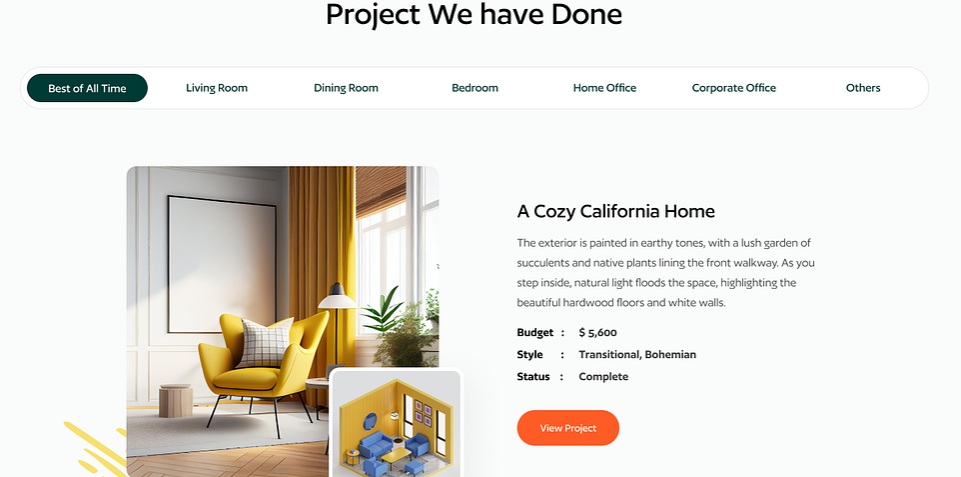 Project We have Done
Best of All Time
Living Room
Dining Room
Bedroom
Home Office
Corporate Office
Others
A Cozy California Home
The exterior is painted in earthy tones, with a lush garden of
succulents and native plants lining the front walkway. As you
step inside, natural light floods the space, highlighting the
beautiful hardwood floors and white walls.
Budget : $ 5,600
Style : Transitional, Bohemian
Status : Complete
View Project